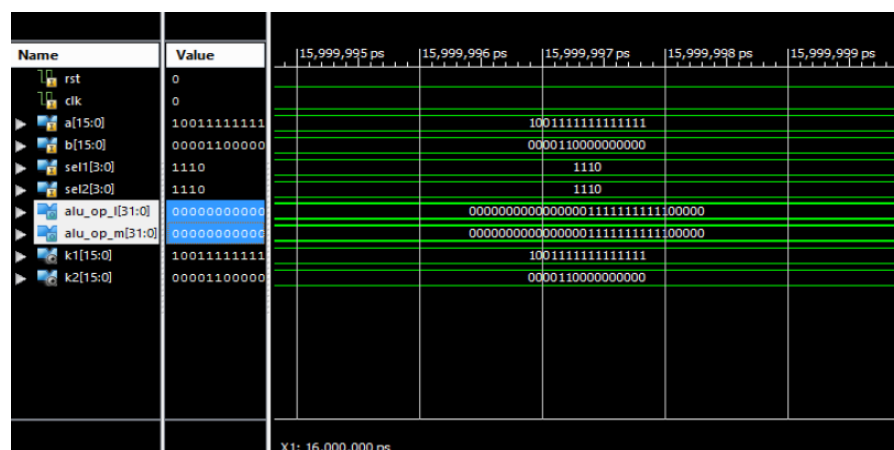 Name Value 15,999,995 ps 15,999,996 ps 15,999,997 ps 15,999,998 ps 15,999,999 ps
rst 0
clk 0
a[15:0] 10011111111 1001111111111111
b[15:0] 00001100000 0000110000000000
sel1[3:0] 1110 1110
sel2[3:0] 1110 1110
alu_op_l[31:0] 00000000000 00000000000000001111111111100000
alu_op_m[31:0] 00000000000 00000000000000001111111111100000
k1[15:0] 10011111111 1001111111111111
k2[15:0] 00001100000 0000110000000000
X1: 16,000,000 ps